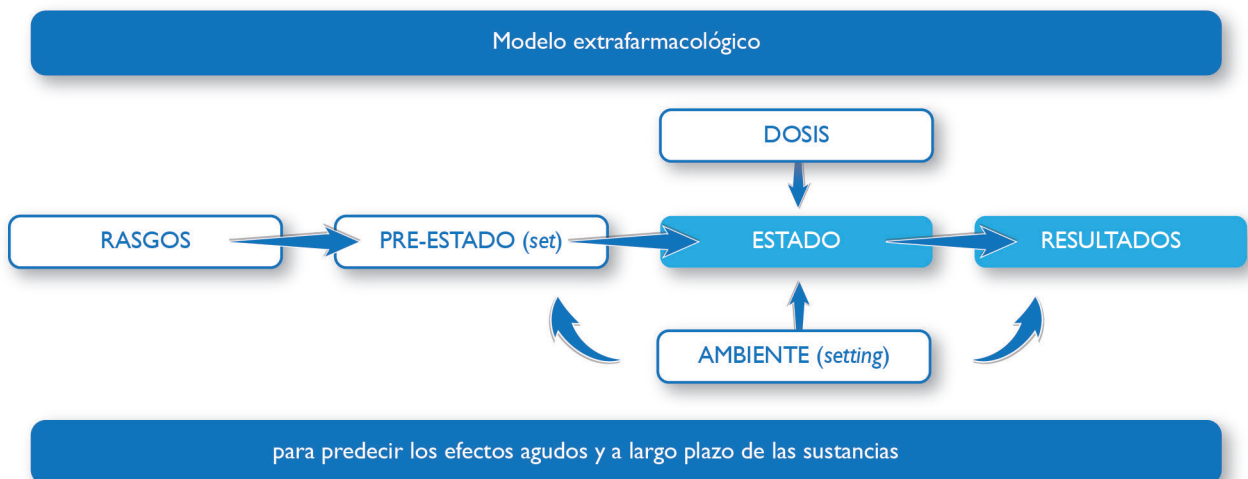 Modelo extrafarmacológico
DOSIS
RASGOS
PRE-ESTADO (set)
ESTADO
RESULTADOS
AMBIENTE (setting)
para predecir los efectos agudos y a largo plazo de las sustancias